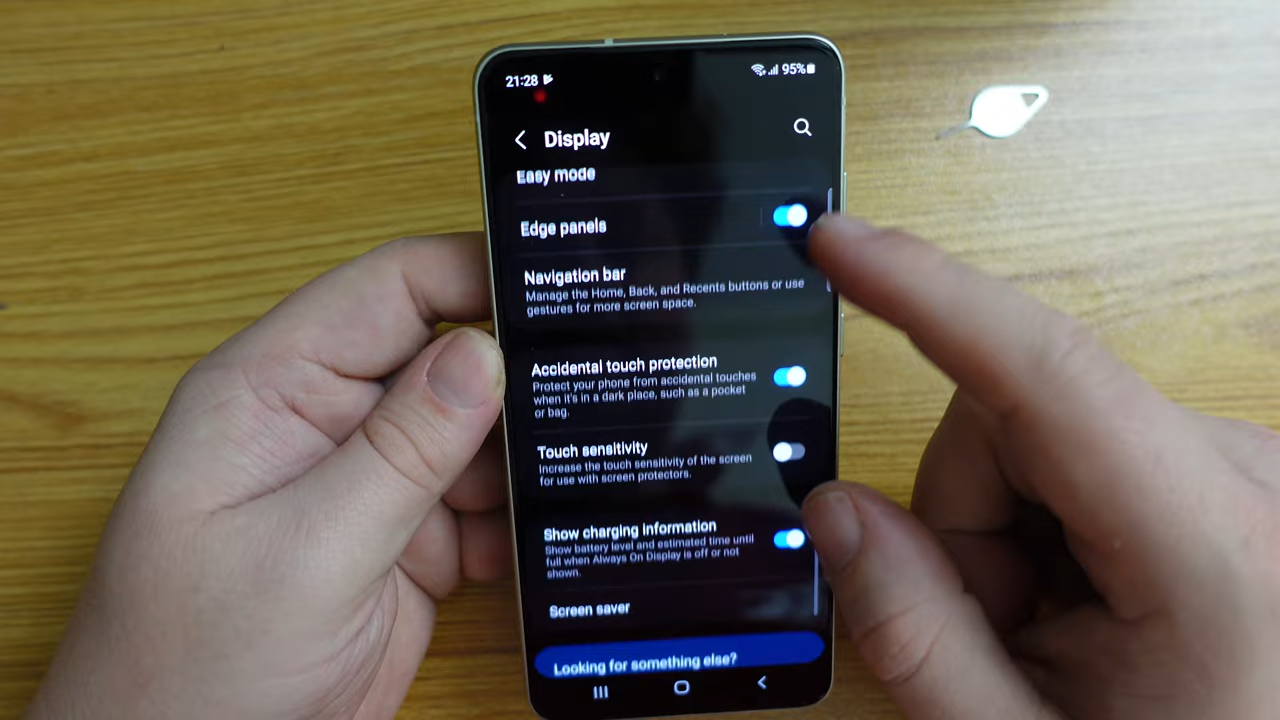 21:28
95%
Display
Easy mode
Edge panels
Navigation bar
Manage the Home, Back, and Recents buttons or use
gestures for more screen space.
Accidental touch protection
Protect your phone from accidental touches
when it's in a dark place, such as a pocket
or bag.
Touch sensitivity
Increase the touch sensitivity of the screen
for use with screen protectors.
Show charging information
Show battery level and estimated time until
full when Always On Display is off or not
shown.
Screen saver
Looking for something else?